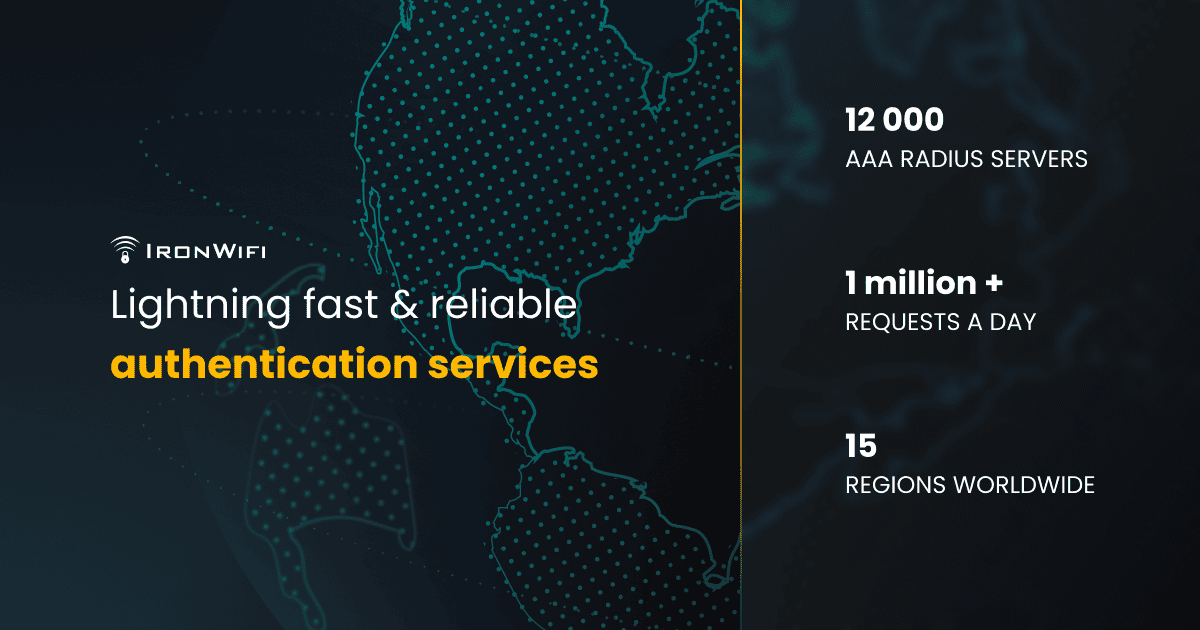 IRONWIFI
Lightning fast & reliable
authentication services
12 000
AAA RADIUS SERVERS
1 million +
REQUESTS A DAY
15
REGIONS WORLDWIDE